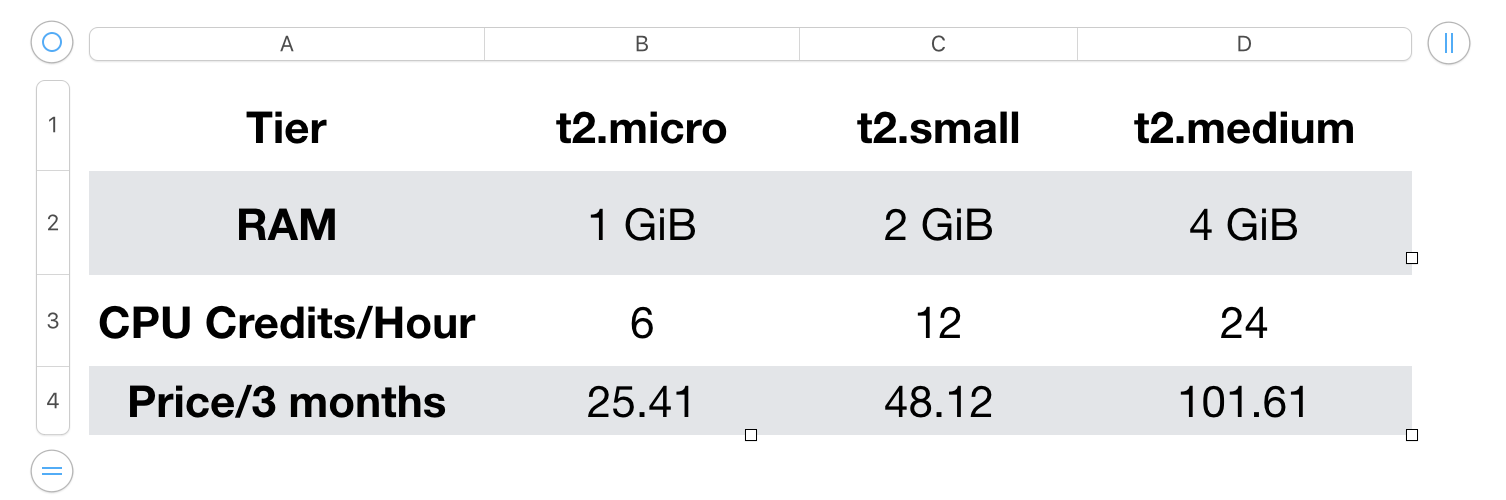 A B C D
1 Tier t2.micro t2.small t2.medium
2 RAM 1 GiB 2 GiB 4 GiB
3 CPU Credits/Hour 6 12 24
4 Price/3 months 25.41 48.12 101.61